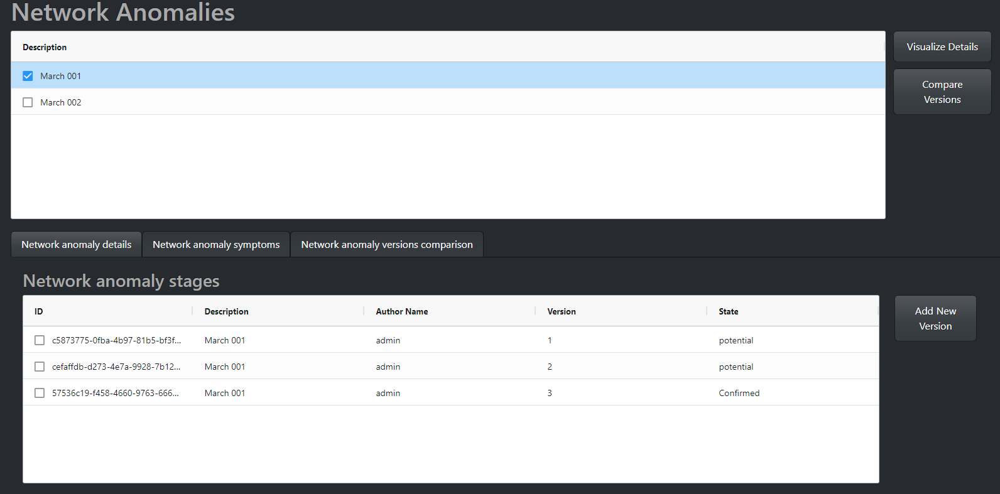 Network Anomalies
Description
Visualize Details
March 001
Compare
Versions
March 002
Network anomaly details Network anomaly symptoms Network anomaly versions comparison
Network anomaly stages
ID Description Author Name Version State
Add New
Version
c5873775-0fba-4b97-81b5-bf3f... March 001 admin 1 potential
cefaffdb-d273-4e7a-9928-7b12... March 001 admin 2 potential
57536c19-f458-4660-9763-666... March 001 admin 3 Confirmed